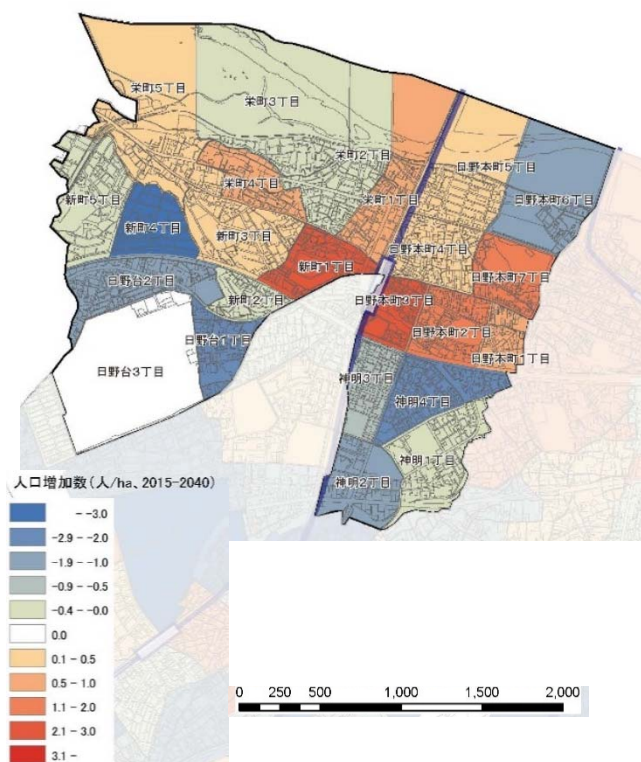 栄町5丁目
栄町3丁目
栄町2丁目
日野本町5丁目
栄町4丁目
新町5丁目
栄町1丁目
日野本町6丁目
新町4丁目
新町3丁目
日野本町4丁目
新町1丁目
日野本町7丁目
日野台2丁目
新町2丁目
日野本町3丁目
日野本町2丁目
日野台1丁目
日野本町1丁目
日野台3丁目
神明3丁目
神明4丁目
神明1丁目
神明2丁目
人口増加数(人/ha、2015-2040)
- -3.0
-2.9 - -2.0
-1.9 - -1.0
-0.9 - -0.5
-0.4 - -0.0
0.0
0.1 - 0.5
0.5 - 1.0
1.1 - 2.0
2.1 - 3.0
3.1 -
0 250 500 1,000 1,500 2,000